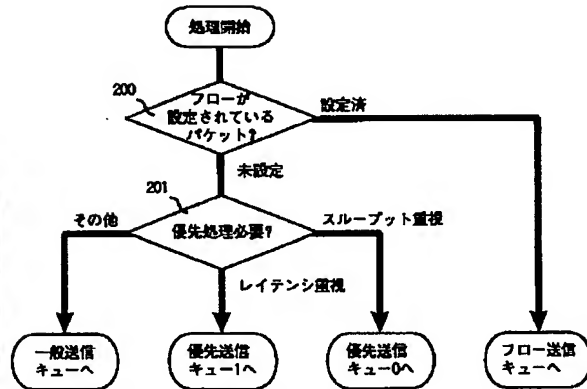 処理開始
200
フローが
設定されている
パケット?
設定済
未設定
201
その他
優先処理必要?
スループット重視
レイテンシ重視
一般送信
キューへ
優先送信
キュー1へ
優先送信
キュー0へ
フロー送信
キューへ